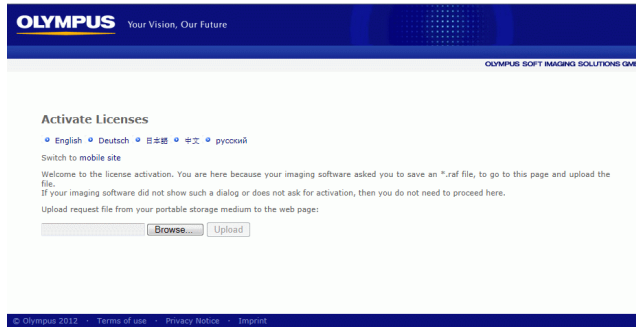 OLYMPUS Your Vision, Our Future
OLYMPUS SOFT IMAGING SOLUTIONS GM
Activate Licenses
English Deutsch 日本語 中文 русский
Switch to mobile site
Welcome to the license activation. You are here because your imaging software asked you to save an *.raf file, to go to this page and upload the
file.
If your imaging software did not show such a dialog or does not ask for activation, then you do not need to proceed here.
Upload request file from your portable storage medium to the web page:
Browse... Upload
© Olympus 2012 · Terms of use · Privacy Notice · Imprint